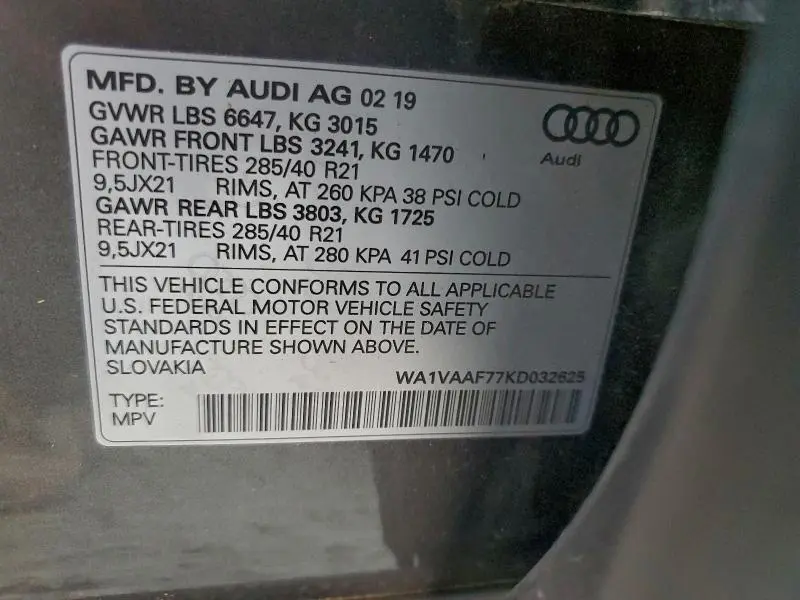 MFD. BY AUDI AG 02 19
GVWR LBS 6647, KG 3015
GAWR FRONT LBS 3241, KG 1470
FRONT-TIRES 285/40 R21
9,5JX21 RIMS, AT 260 KPA 38 PSI COLD
GAWR REAR LBS 3803, KG 1725
REAR-TIRES 285/40 R21
9,5JX21 RIMS, AT 280 KPA 41 PSI COLD
Audi
THIS VEHICLE CONFORMS TO ALL APPLICABLE
U.S. FEDERAL MOTOR VEHICLE SAFETY
STANDARDS IN EFFECT ON THE DATE OF
MANUFACTURE SHOWN ABOVE.
SLOVAKIA
WA1VAAF77KD032625
TYPE:
MPV